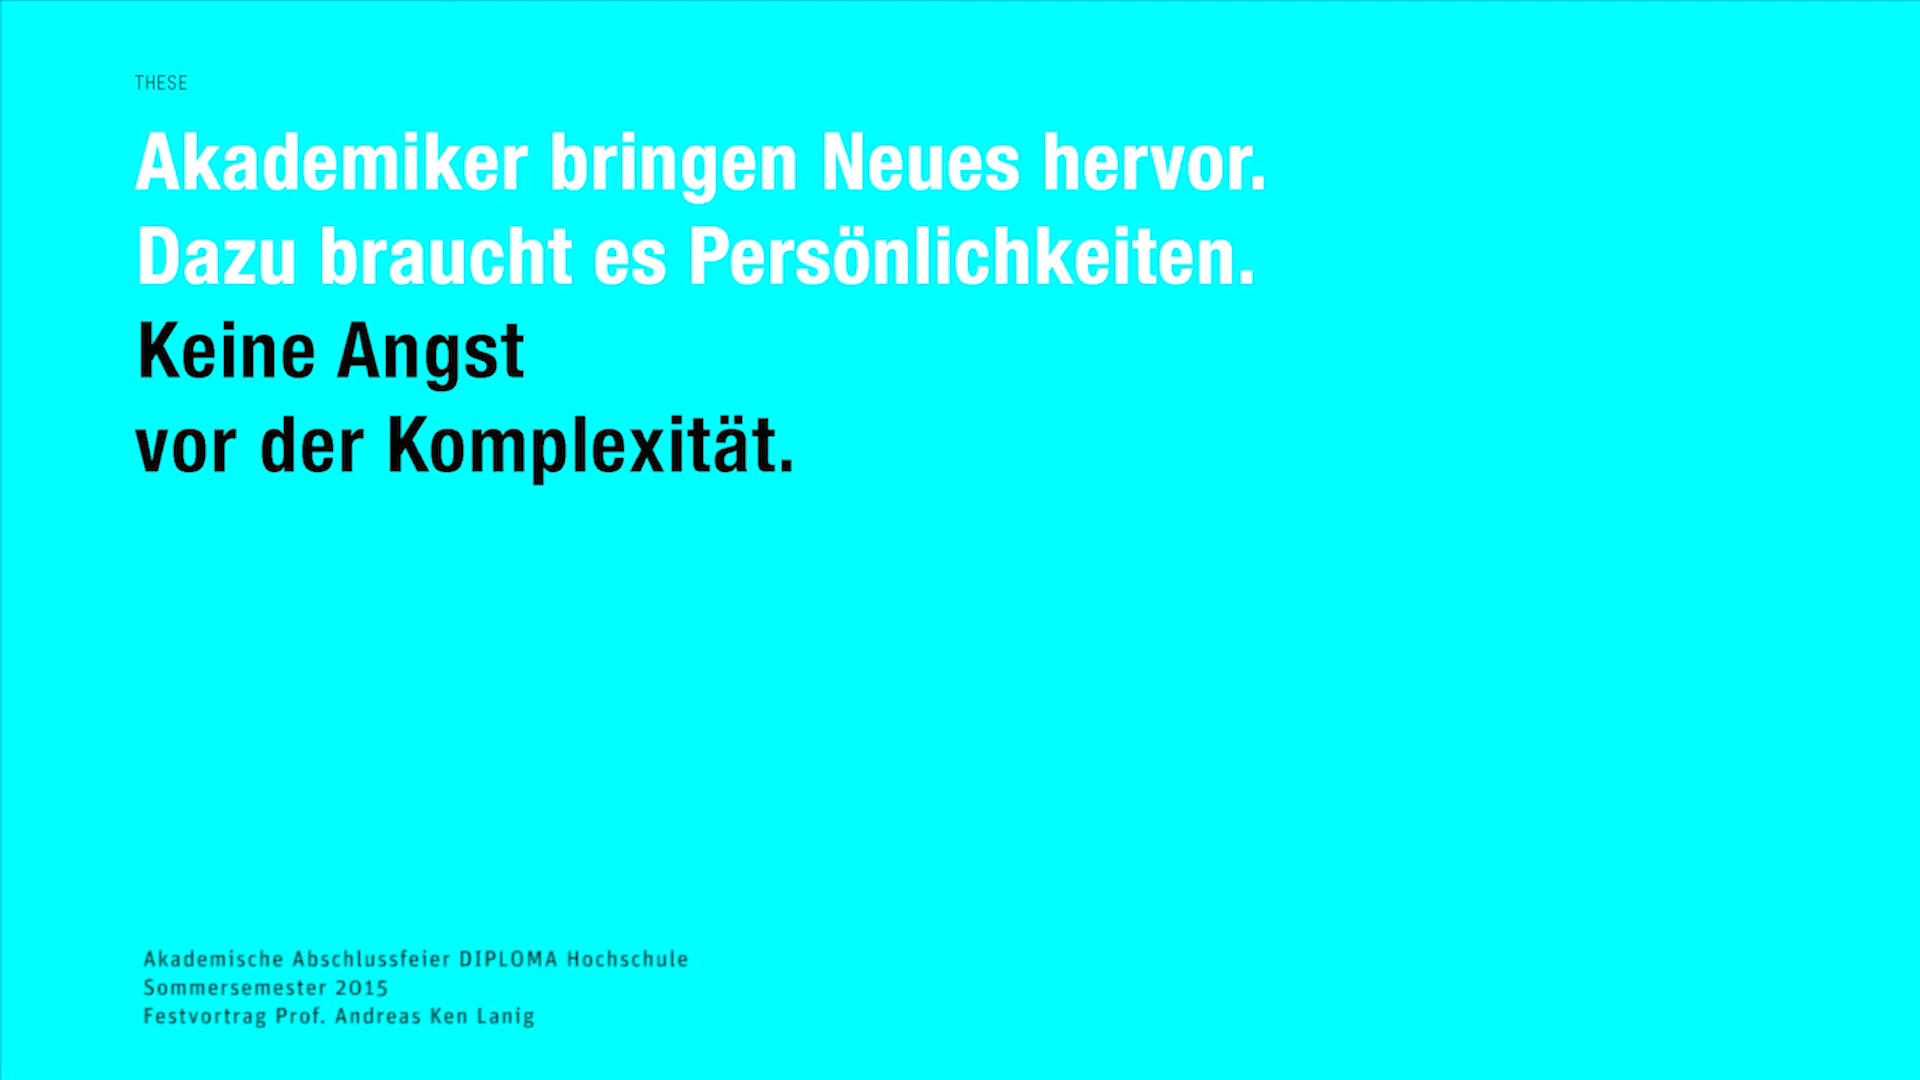 THESE
Akademiker bringen Neues hervor.
Dazu braucht es Persönlichkeiten.
Keine Angst
vor der Komplexität.
Akademische Abschlussfeier DIPLOMA Hochschule
Sommersemester 2015
Festvortrag Prof. Andreas Ken Lanig